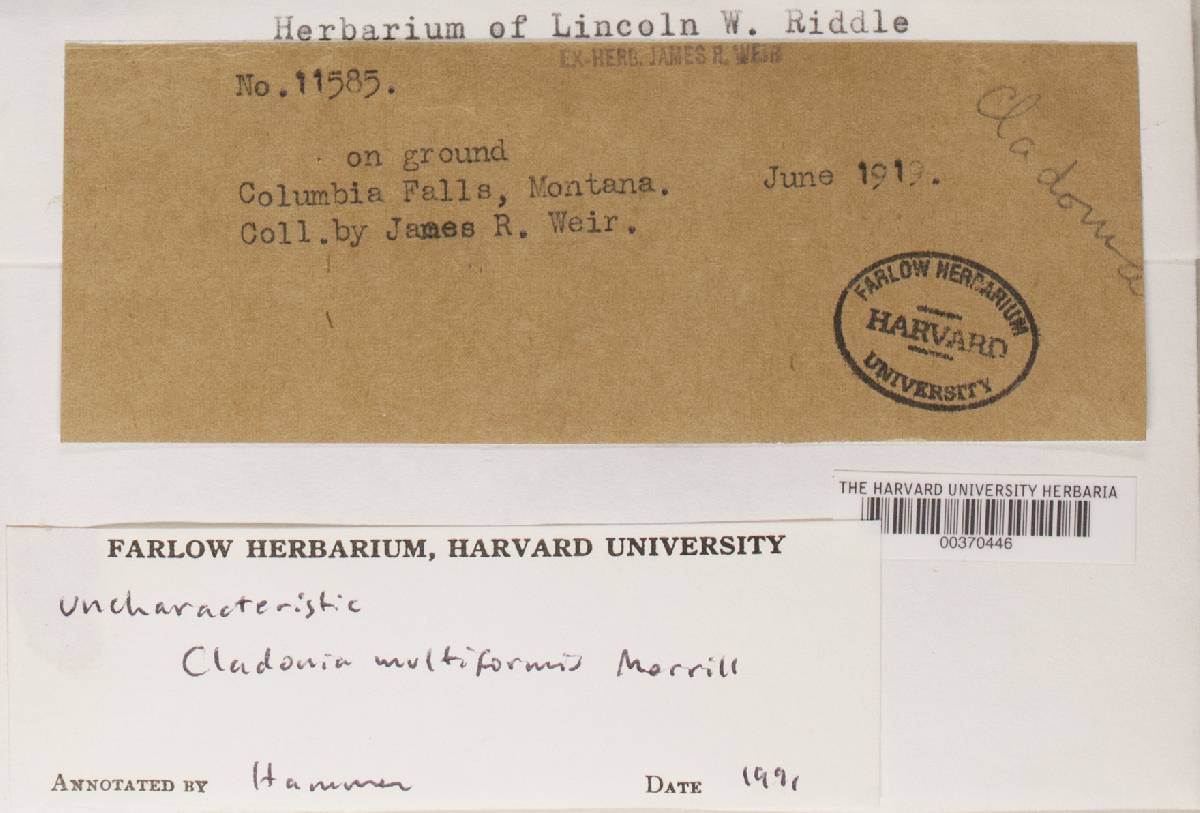 Herbarium of Lincoln W. Riddle
EX-HERB. JAMES R. WEIR
No. 11585.
Cladonia
on ground
Columbia Falls, Montana. June 1919.
Coll. by James R. Weir.
FARLOW HERBARIUM
HARVARD
UNIVERSITY
THE HARVARD UNIVERSITY HERBARIA
00370446
FARLOW HERBARIUM, HARVARD UNIVERSITY
Uncharacteristic
Cladonia multiformis Merrill
ANNOTATED BY Hammer DATE 1991